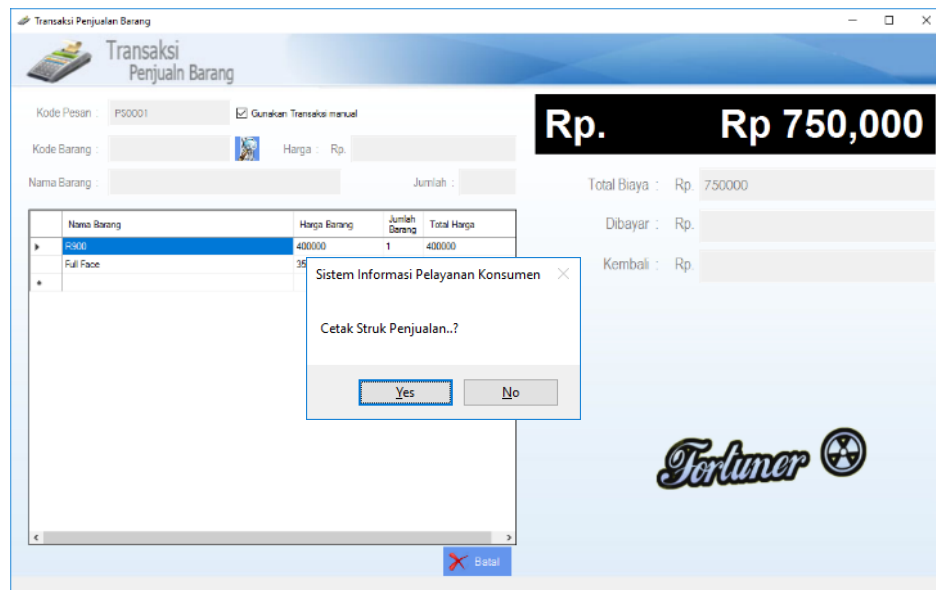 Transaksi Penjualan Barang
Transaksi
Penjualn Barang
Kode Pesan : PS0001
Gunakan Transaksi manual
Kode Barang :
Harga : Rp.
Nama Barang :
Jumlah :
Rp. Rp 750,000
Total Biaya : Rp. 750000
Dibayar : Rp.
Kembali : Rp.
Nama Barang Harga Barang Jumlah Barang Total Harga
R900 400000 1 400000
Full Face 35
Sistem Informasi Pelayanan Konsumen
Cetak Struk Penjualan..?
Yes No
Fortuner
Batal